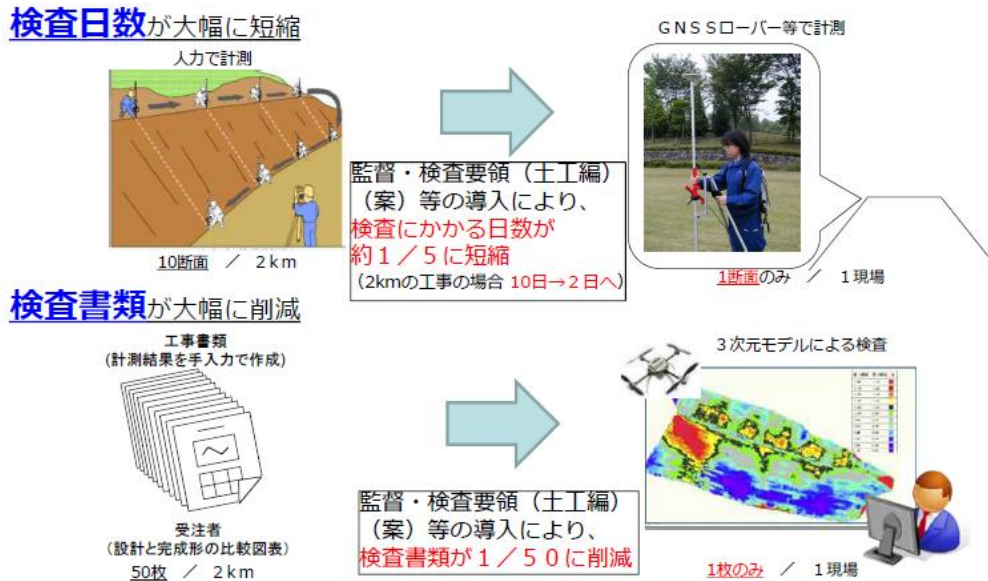 検査日数が大幅に短縮
人力で計測
10断面 ／ 2km
監督・検査要領（土工編）
（案）等の導入により、
検査にかかる日数が
約１／５に短縮
（2kmの工事の場合 10日→２日へ）
ＧＮＳＳローバー等で計測
1断面のみ ／ １現場
検査書類が大幅に削減
工事書類
（計測結果を手入力で作成）
受注者
（設計と完成形の比較図表）
50枚 ／ 2km
監督・検査要領（土工編）
（案）等の導入により、
検査書類が１／５０に削減
３次元モデルによる検査
1枚のみ ／ １現場